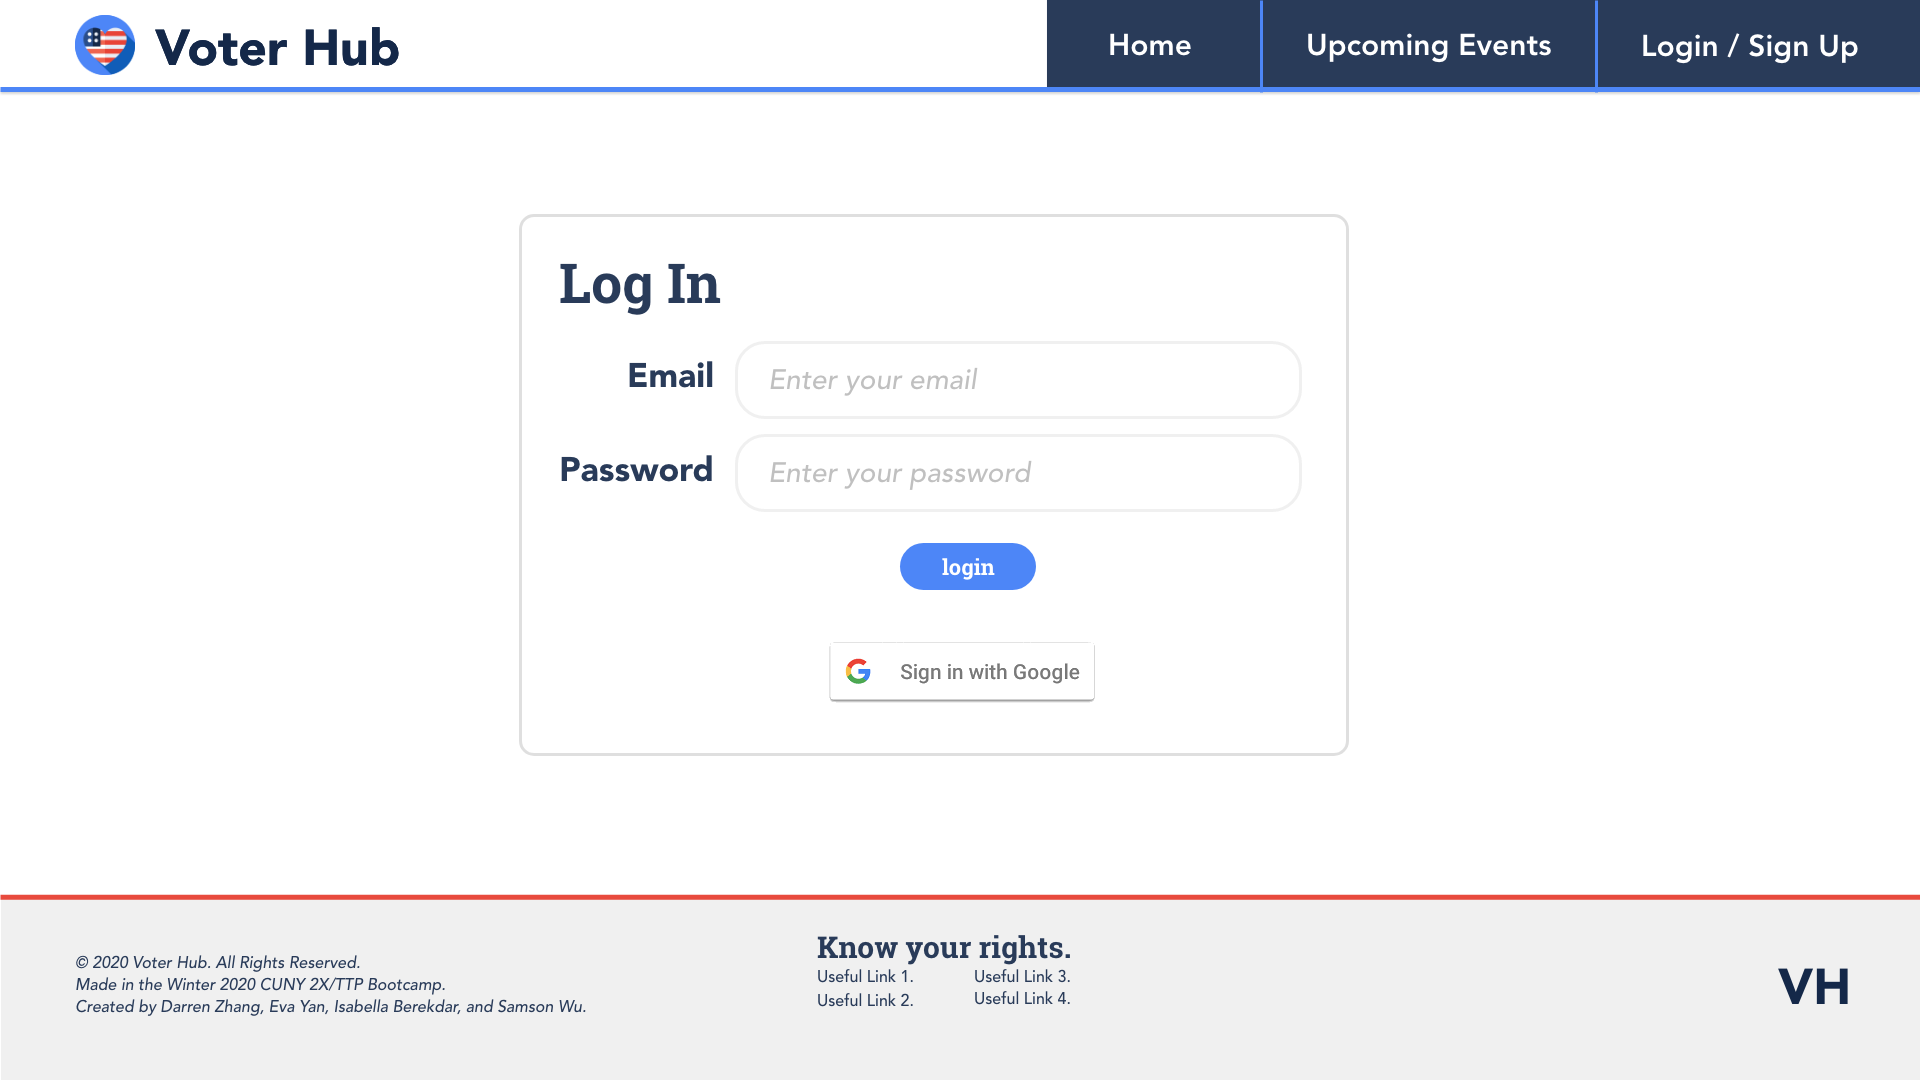 Voter Hub
Home
Upcoming Events
Login / Sign Up
Log In
Email
Enter your email
Password
Enter your password
login
Sign in with Google
© 2020 Voter Hub. All Rights Reserved.
Made in the Winter 2020 CUNY 2X/TTP Bootcamp.
Created by Darren Zhang, Eva Yan, Isabella Berekdar, and Samson Wu.
Know your rights.
Useful Link 1.
Useful Link 2.
Useful Link 3.
Useful Link 4.
VH